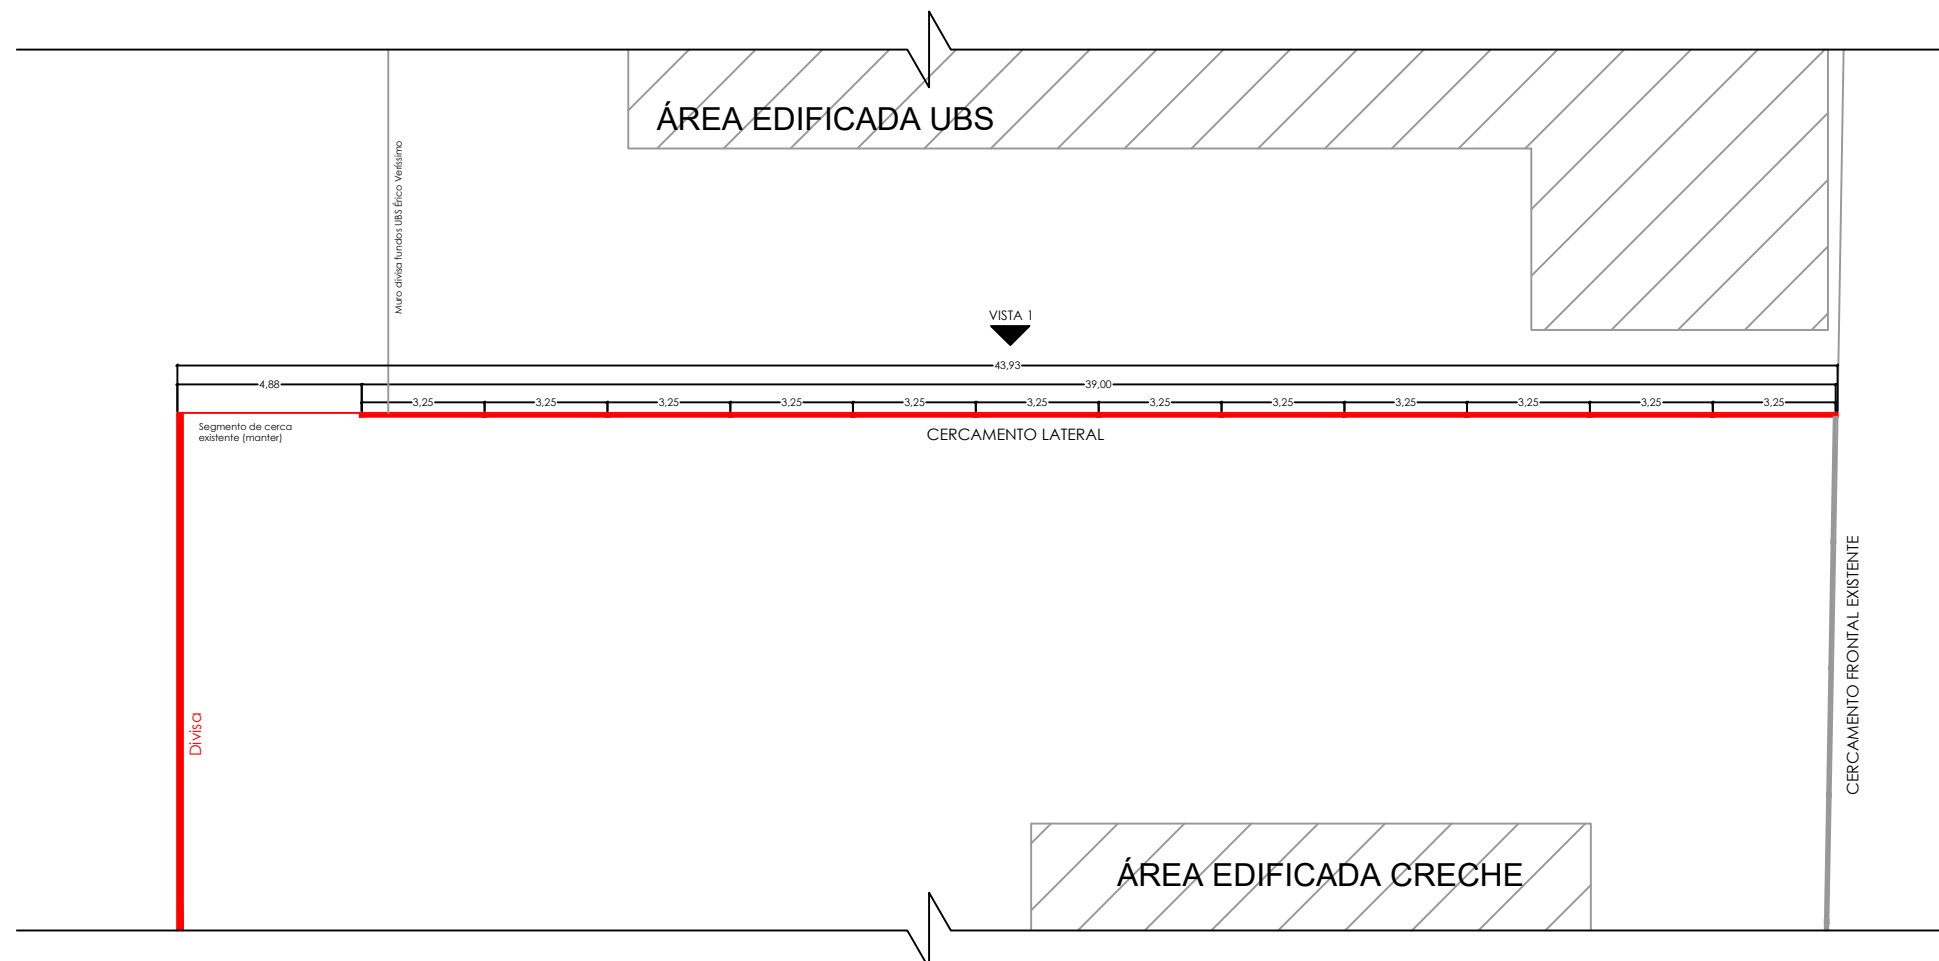 ÁREA EDIFICADA UBS
Muro divisa fundos UBS Érico Veríssimo
VISTA 1
43,93
4,88
39,00
3,25
3,25
3,25
3,25
3,25
3,25
3,25
3,25
3,25
3,25
3,25
3,25
Segmento de cerca
existente (manter)
CERCAMENTO LATERAL
Divisa
CERCAMENTO FRONTAL EXISTENTE
ÁREA EDIFICADA CRECHE